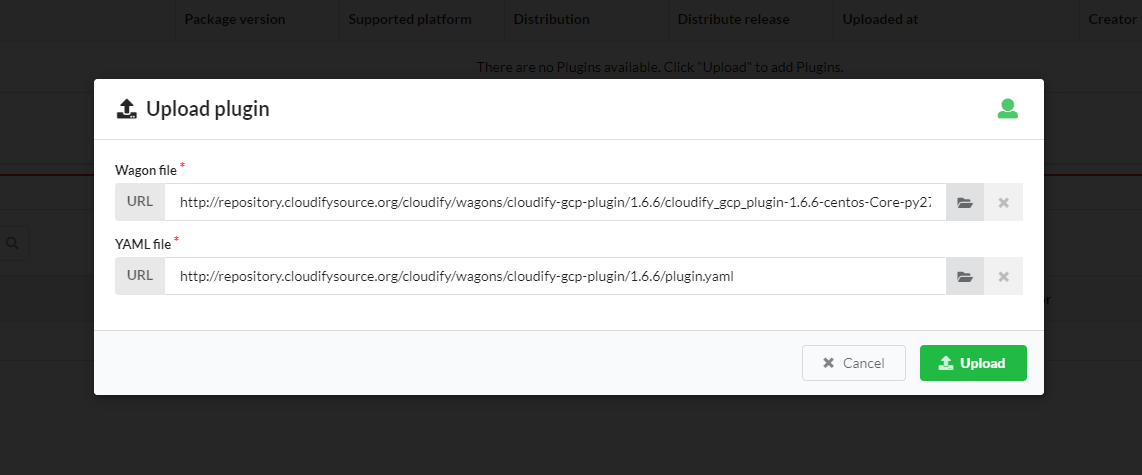 Package version Supported platform Distribution Distribute release Uploaded at Creator
There are no Plugins available. Click "Upload" to add Plugins.
Upload plugin
Wagon file *
URL http://repository.cloudifysource.org/cloudify/wagons/cloudify-gcp-plugin/1.6.6/cloudify_gcp_plugin-1.6.6-centos-Core-py27
YAML file *
URL http://repository.cloudifysource.org/cloudify/wagons/cloudify-gcp-plugin/1.6.6/plugin.yaml
Cancel Upload